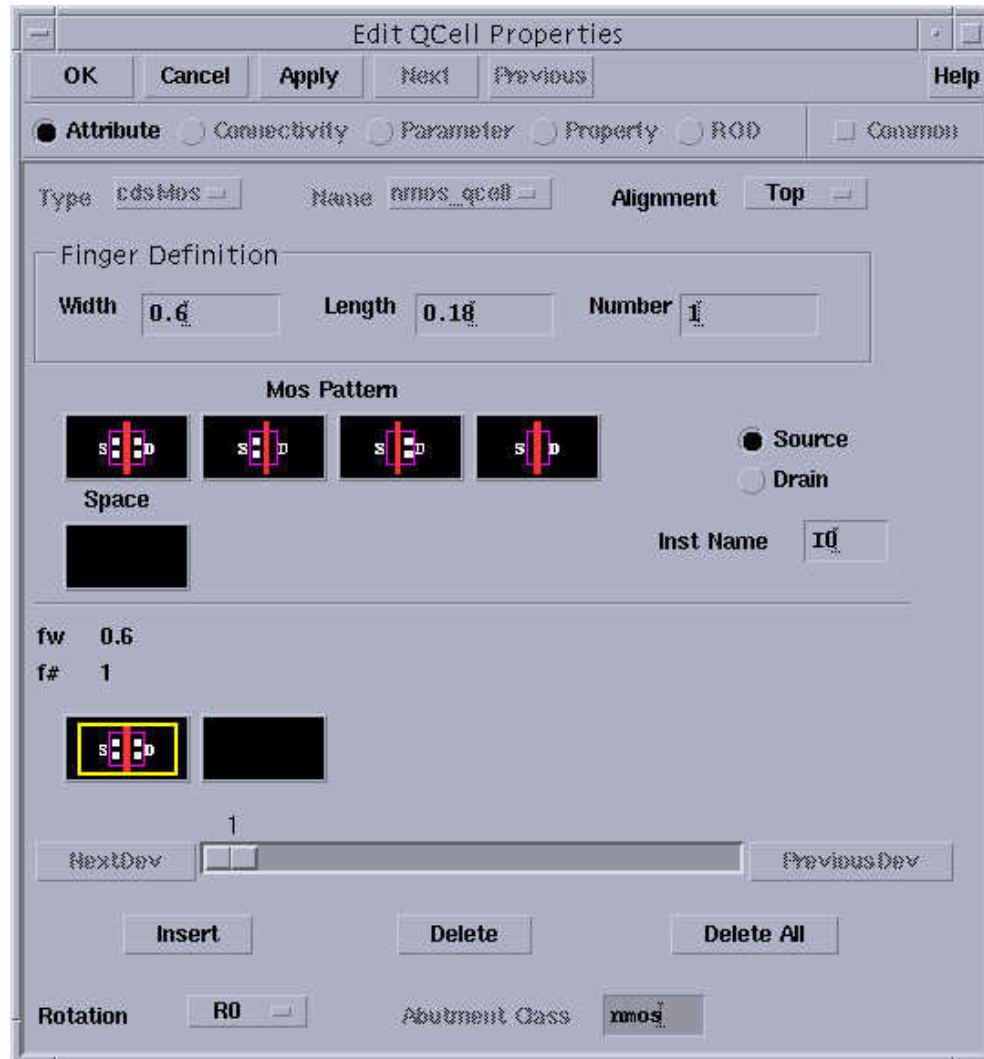 Edit QCell Properties
OK Cancel Apply Next Previous Help
Attribute Connectivity Parameter Property ROD Common
Type cdsMos Name nmos_qcell Alignment Top
Finger Definition
Width 0.6 Length 0.18 Number 1
Mos Pattern
S D S D S D S D
Source
Drain
Space
Inst Name I0
fw 0.6
f# 1
S D
1
NextDev PreviousDev
Insert Delete Delete All
Rotation R0 Abutment Class nmos